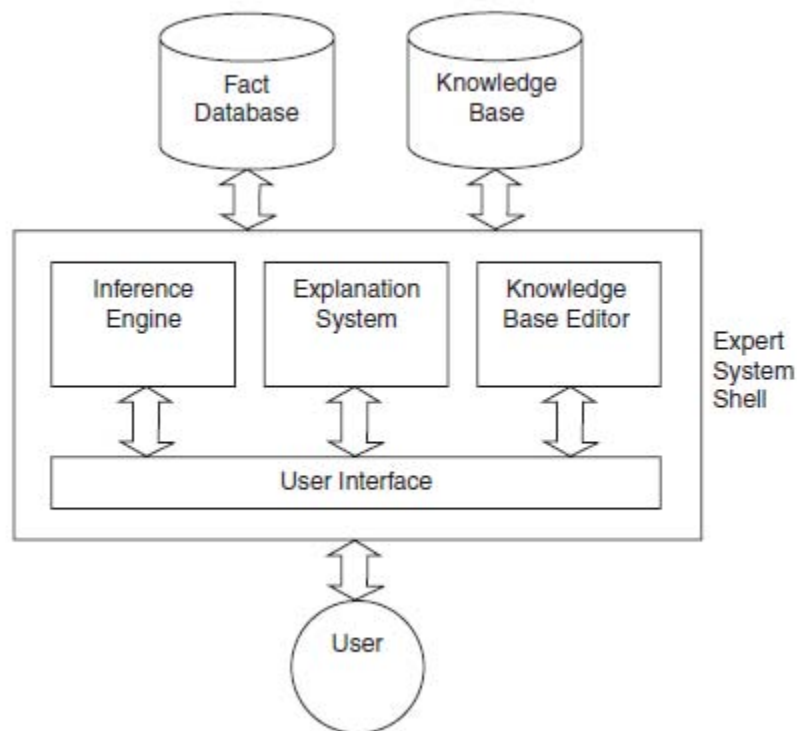 Fact
Database
Knowledge
Base
Inference
Engine
Explanation
System
Knowledge
Base Editor
Expert
System
Shell
User Interface
User